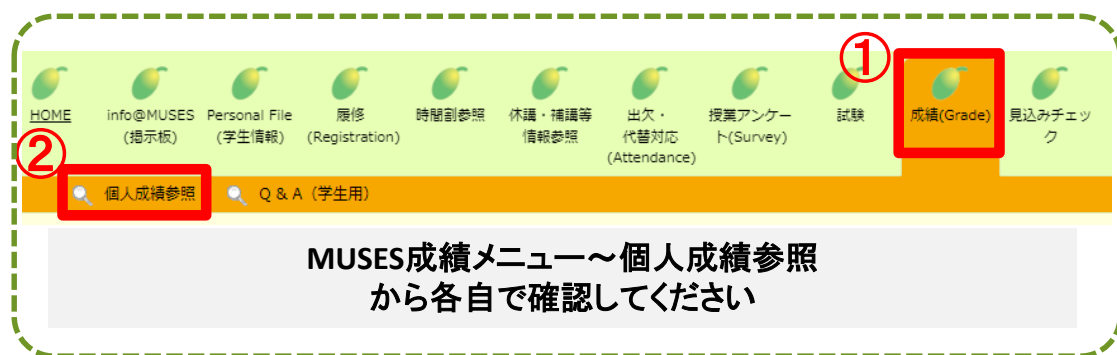 ①
HOME
info@MUSES
(掲示板)
Personal File
(学生情報)
履修
(Registration)
時間割参照
休講・補講等
情報参照
出欠・
代替対応
(Attendance)
授業アンケー
ト(Survey)
試験
成績(Grade)
見込みチェッ
ク
②
個人成績参照
Q & A（学生用）
MUSES成績メニュー～個人成績参照
から各自で確認してください